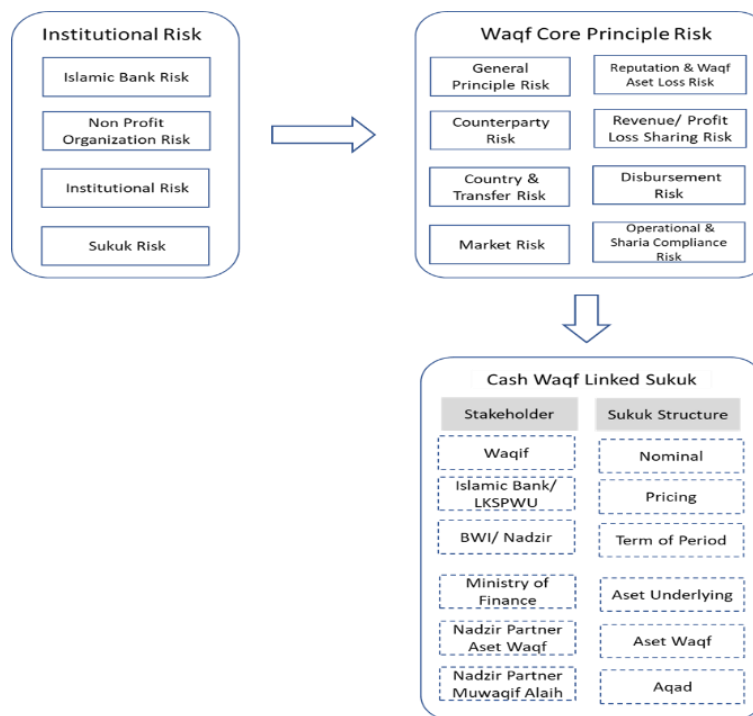 Institutional Risk
Islamic Bank Risk
Non Profit
Organization Risk
Institutional Risk
Sukuk Risk
Waqf Core Principle Risk
General
Principle Risk
Reputation & Waqf
Aset Loss Risk
Counterparty
Risk
Revenue/ Profit
Loss Sharing Risk
Country &
Transfer Risk
Disbursement
Risk
Market Risk
Operational &
Sharia Compliance
Risk
Cash Waqf Linked Sukuk
Stakeholder
Sukuk Structure
Waqif
Nominal
Islamic Bank/
LKSPWU
Pricing
BWI/ Nadzir
Term of Period
Ministry of
Finance
Aset Underlying
Nadzir Partner
Aset Waqf
Aset Waqf
Nadzir Partner
Muwaqif Alaih
Aqad